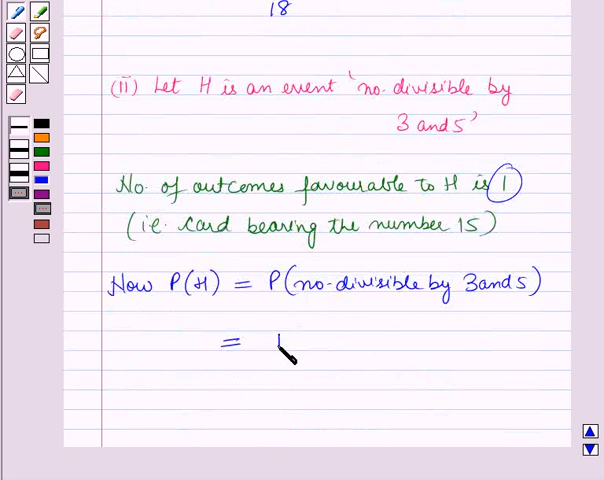 18
(ii) Let H is an event 'no. divisible by
3 and 5'
No. of outcomes favourable to H is 1
(i.e. card bearing the number 15)
Now P(H) = P(no. divisible by 3 and 5)
= 1